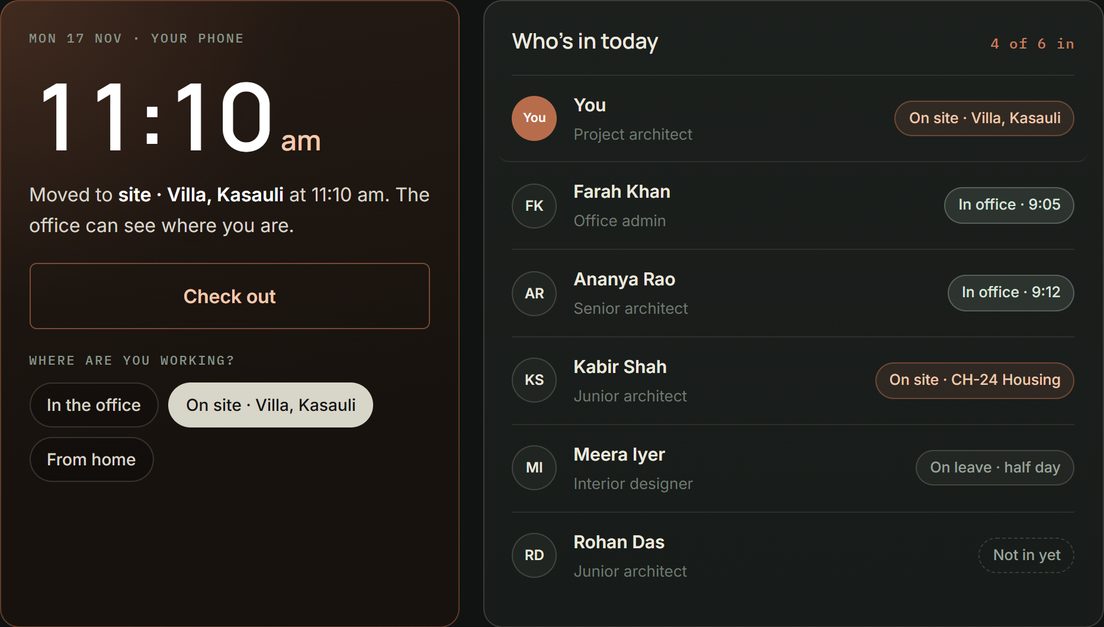 MON 17 NOV · YOUR PHONE
11:10 am
Moved to site · Villa, Kasauli at 11:10 am. The
office can see where you are.
Check out
WHERE ARE YOU WORKING?
In the office
On site · Villa, Kasauli
From home
Who's in today
4 of 6 in
You
You
Project architect
On site · Villa, Kasauli
FK
Farah Khan
Office admin
In office · 9:05
AR
Ananya Rao
Senior architect
In office · 9:12
KS
Kabir Shah
Junior architect
On site · CH-24 Housing
MI
Meera Iyer
Interior designer
On leave · half day
RD
Rohan Das
Junior architect
Not in yet